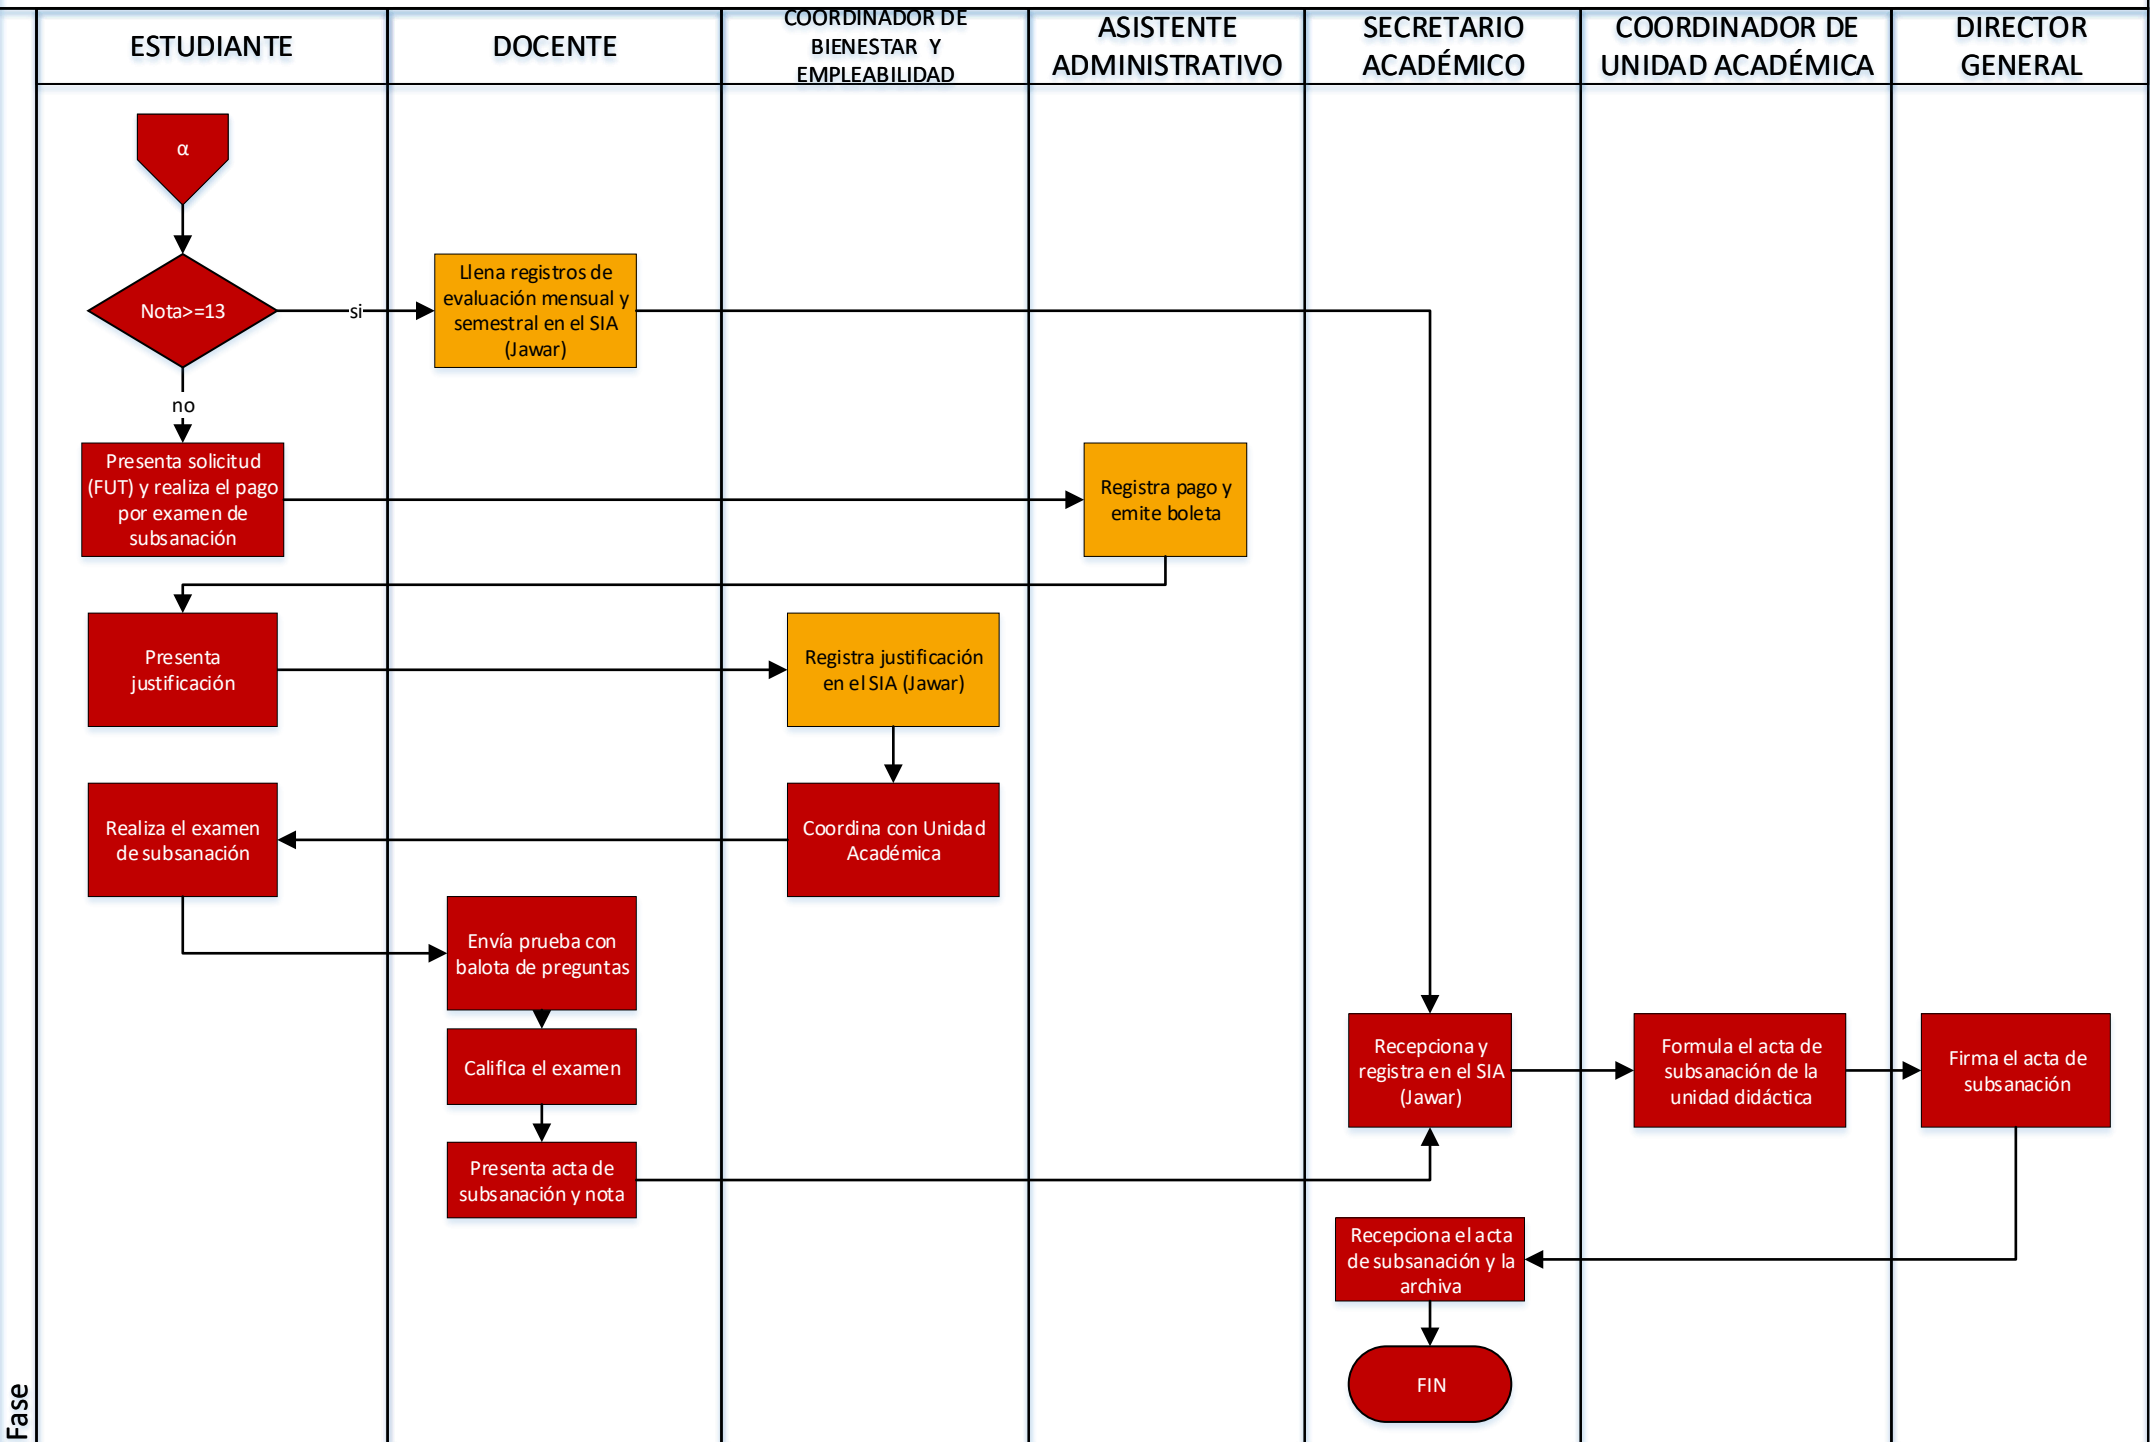 ESTUDIANTE
DOCENTE
COORDINADOR DE
BIENESTAR Y
EMPLEABILIDAD
ASISTENTE
ADMINISTRATIVO
SECRETARIO
ACADÉMICO
COORDINADOR DE
UNIDAD ACADÉMICA
DIRECTOR
GENERAL
α
Nota>=13
si
Llena registros de
evaluación mensual y
semestral en el SIA
(Jawar)
no
Presenta solicitud
(FUT) y realiza el pago
por examen de
subsanación
Registra pago y
emite boleta
Presenta
justificación
Registra justificación
en el SIA (Jawar)
Realiza el examen
de subsanación
Coordina con Unidad
Académica
Envía prueba con
balota de preguntas
CalifIca el examen
Presenta acta de
subsanación y nota
Recepciona y
registra en el SIA
(Jawar)
Formula el acta de
subsanación de la
unidad didáctica
Firma el acta de
subsanación
Recepciona el acta
de subsanación y la
archiva
FIN
Fase